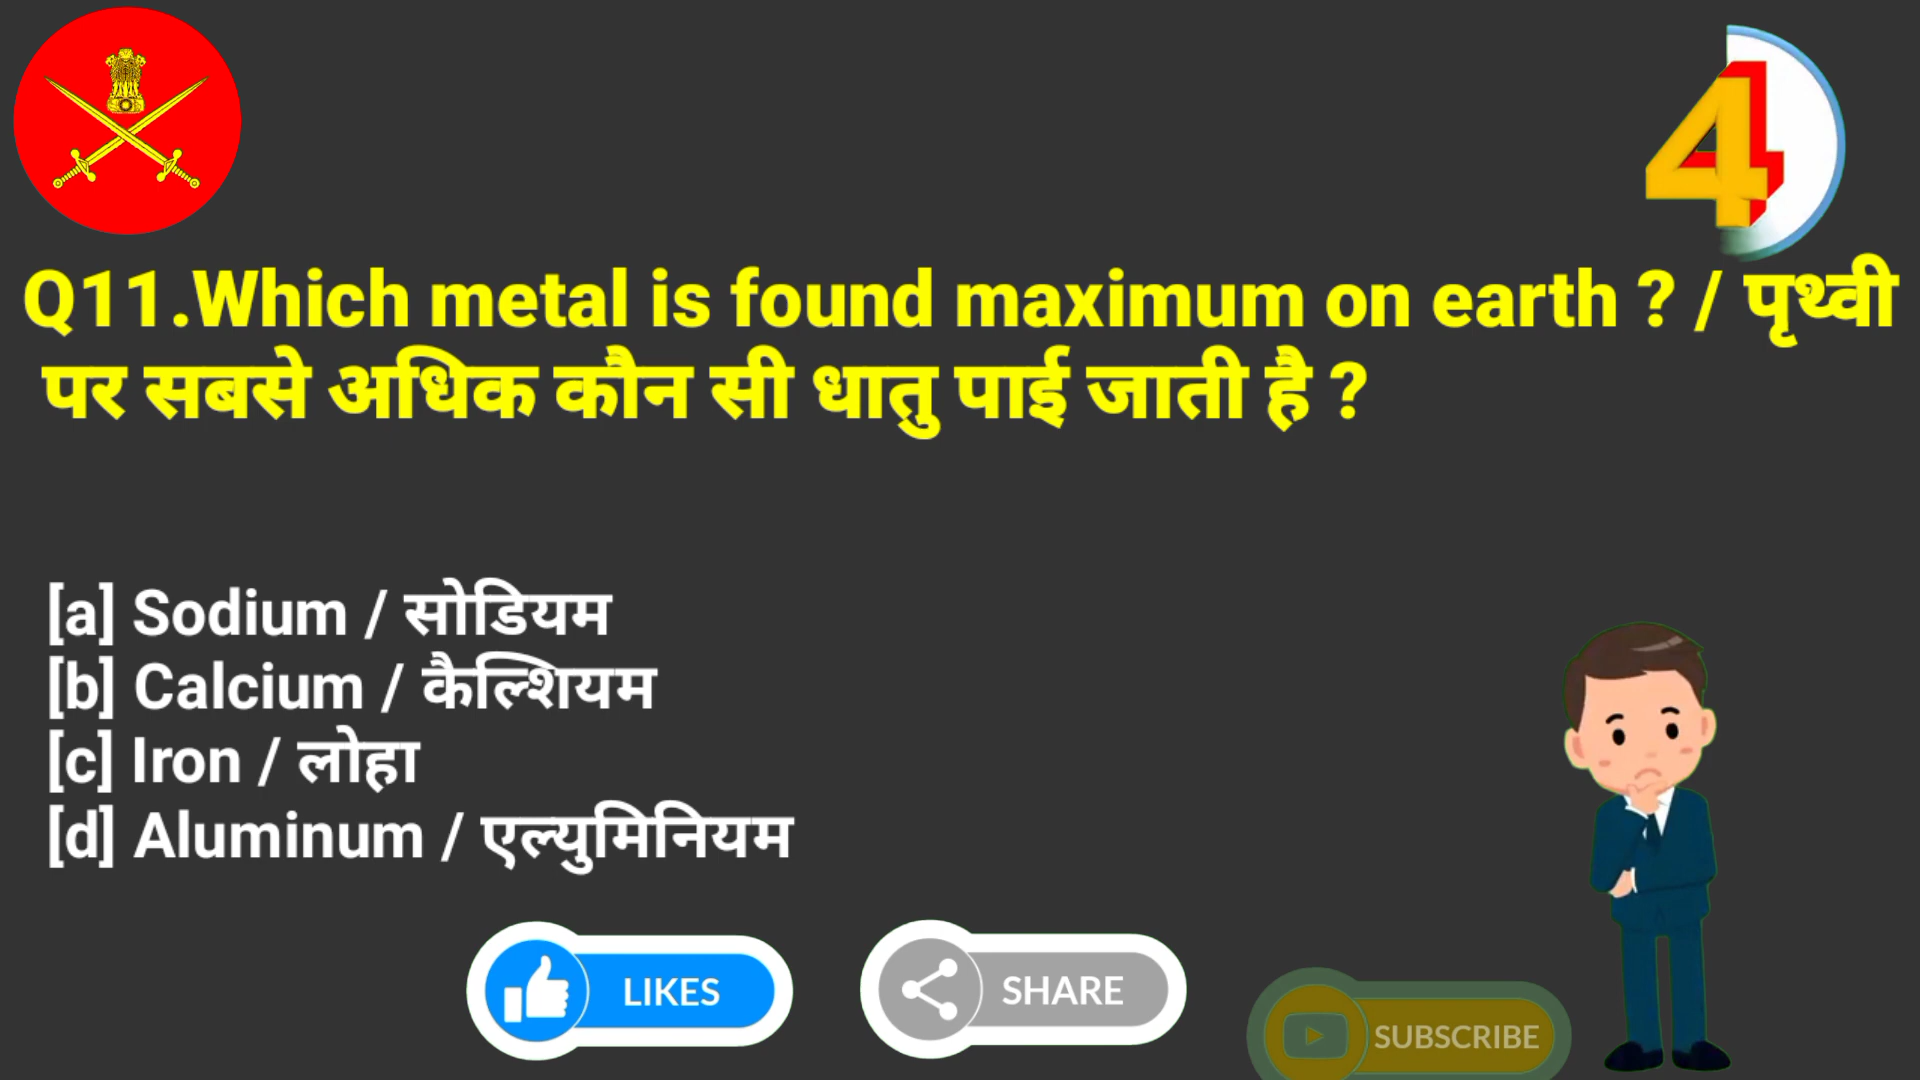 4
Q11.Which metal is found maximum on earth ? / पृथ्वी
पर सबसे अधिक कौन सी धातु पाई जाती है ?
[a] Sodium / सोडियम
[b] Calcium / कैल्शियम
[c] Iron / लोहा
[d] Aluminum / एल्युमिनियम
LIKES
SHARE
SUBSCRIBE